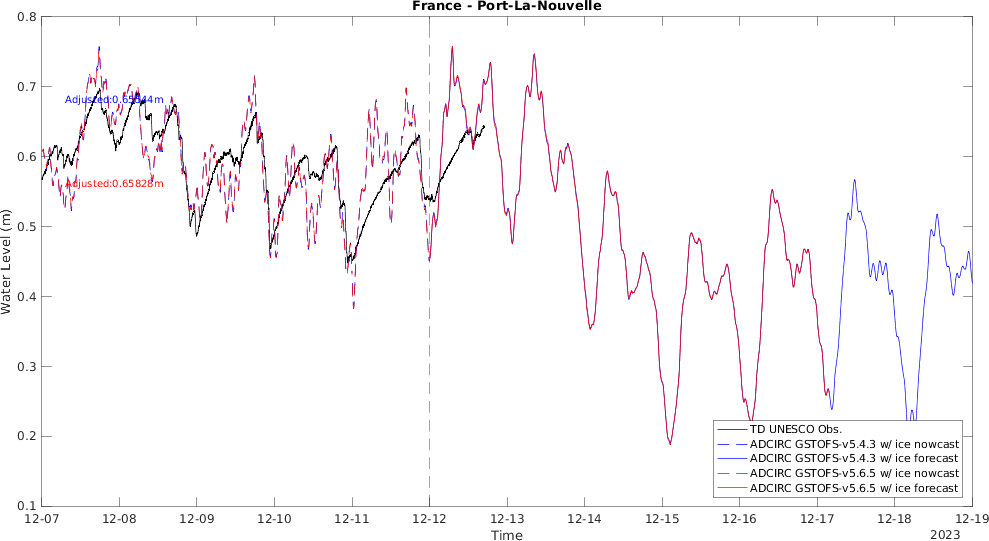 France - Port-La-Nouvelle
0.8
0.7
0.6
0.5
0.4
0.3
0.2
0.1
Water Level (m)
Adjusted:0.65828m
TD UNESCO Obs.
ADCIRC GSTOFS-v5.4.3 w/ ice nowcast
ADCIRC GSTOFS-v5.4.3 w/ ice forecast
ADCIRC GSTOFS-v5.6.5 w/ ice nowcast
ADCIRC GSTOFS-v5.6.5 w/ ice forecast
12-07 12-08 12-09 12-10 12-11 12-12 12-13 12-14 12-15 12-16 12-17 12-18 12-19
Time
2023